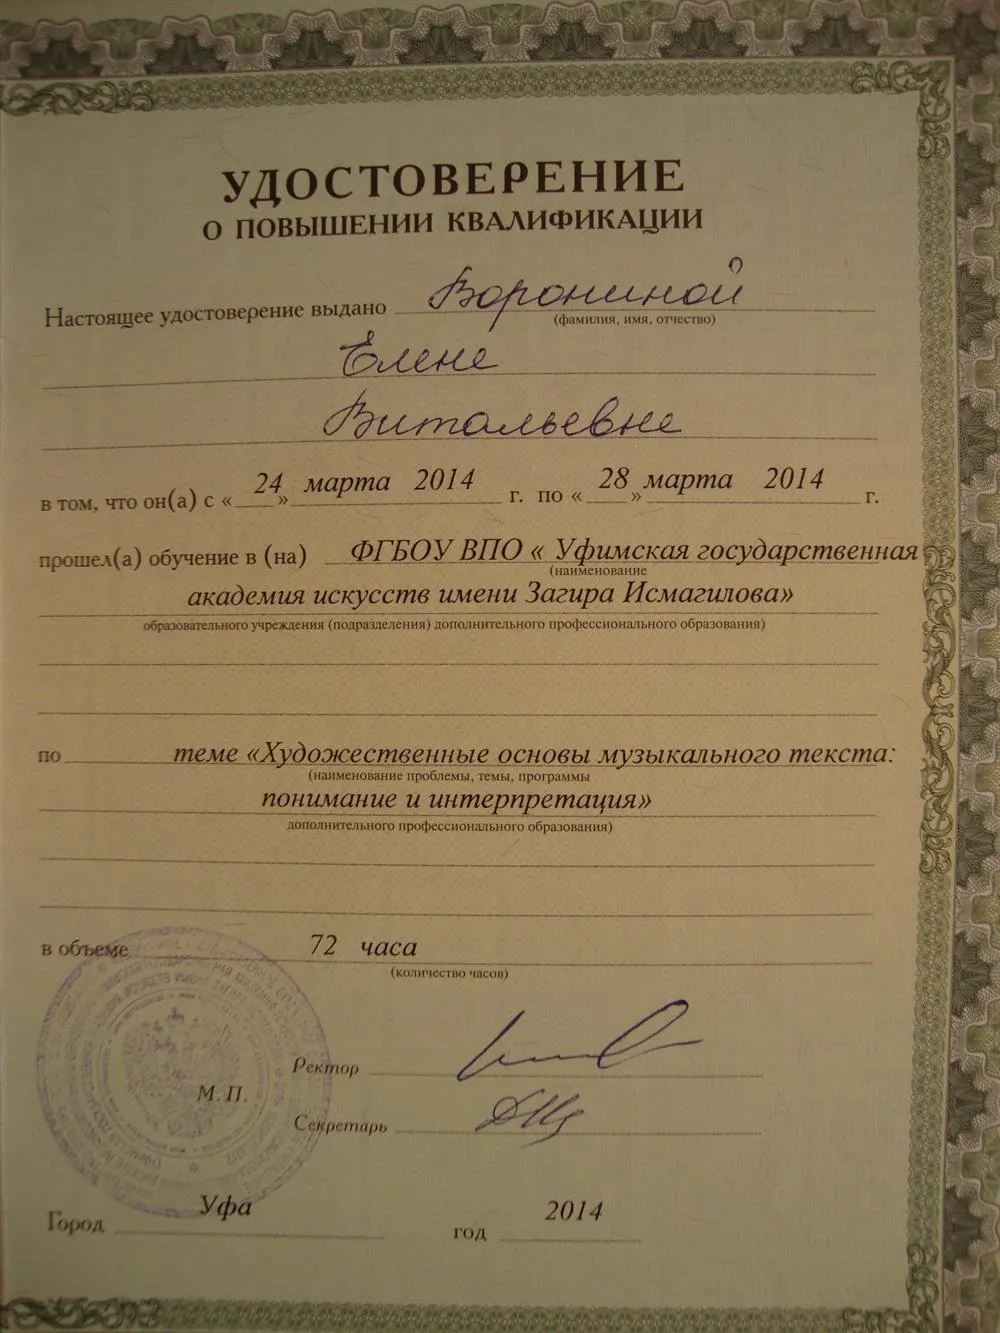 УДОСТОВЕРЕНИЕ
О ПОВЫШЕНИИ КВАЛИФИКАЦИИ
Настоящее удостоверение выдано Ворониной
(фамилия, имя, отчество)
Елене
Витальевне
в том, что он(а) с « 24 » марта 2014 г. по « 28 » марта 2014 г.
прошел(а) обучение в (на) ФГБОУ ВПО « Уфимская государственная
(наименование
академия искусств имени Загира Исмагилова»
образовательного учреждения (подразделения) дополнительного профессионального образования)
по теме «Художественные основы музыкального текста:
(наименование проблемы, темы, программы
понимание и интерпретация»
дополнительного профессионального образования)
в объеме 72 часа
(количество часов)
Ректор
М. П.
Секретарь
Город Уфа год 2014